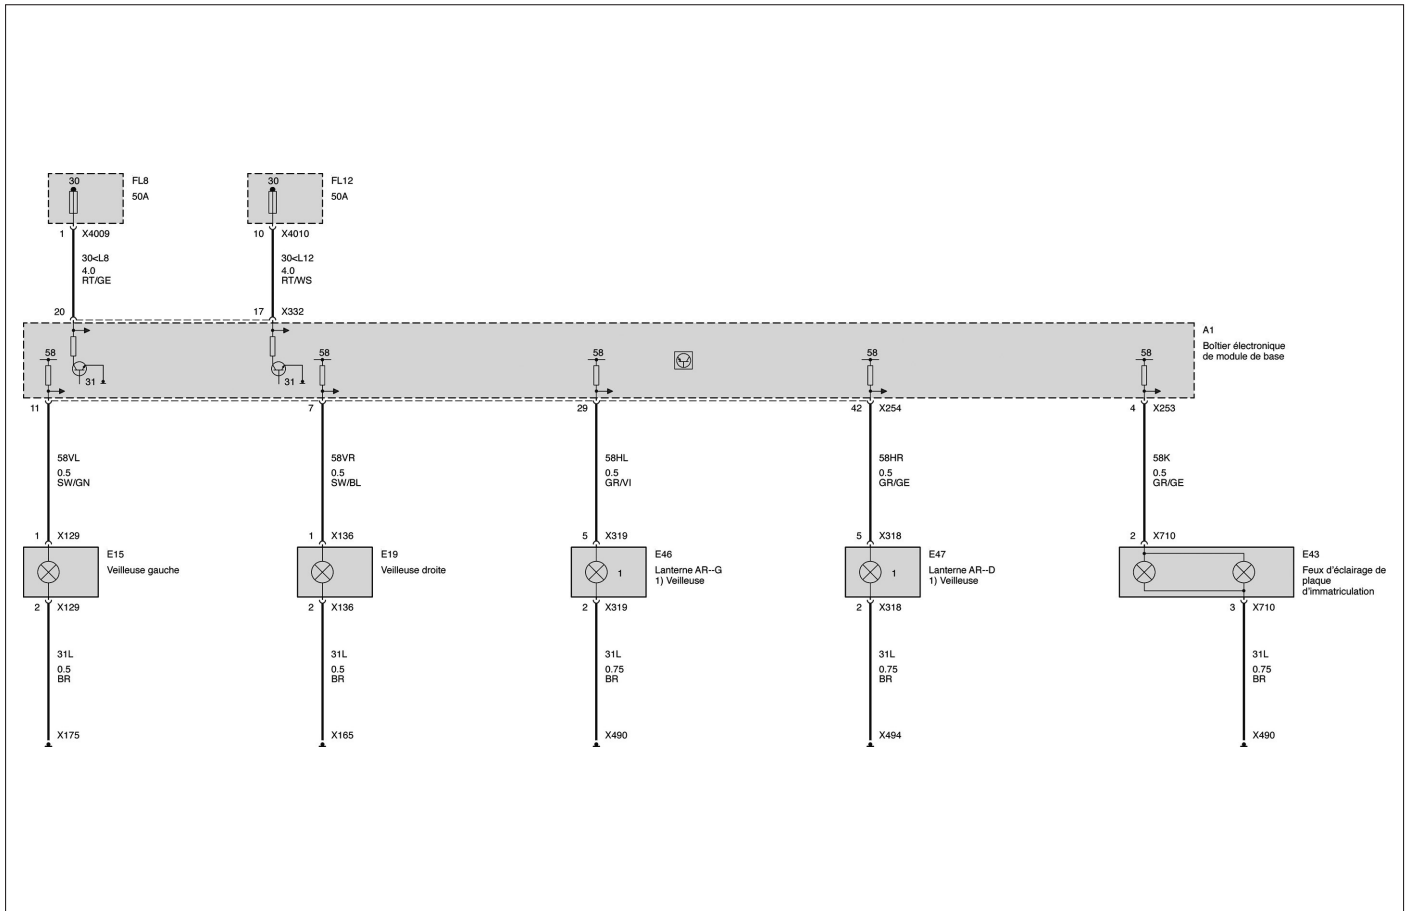 30 FL8 30 FL12
50A 50A
1 X4009 10 X4010
30<L8 30<L12
4.0 4.0
RT/GE RT/WS
20 17 X332
A1
Boîtier électronique
de module de base
58 58 58 58 58
31 31
11 7 29 42 X254 4 X253
58VL 58VR 58HL 58HR 58K
0.5 0.5 0.5 0.5 0.5
SW/GN SW/BL GR/VI GR/GE GR/GE
1 X129 1 X136 5 X319 5 X318 2 X710
E15 E19 E46 E47 E43
Veilleuse gauche Veilleuse droite 1 Lanterne AR--G 1 Lanterne AR--D Feux d'éclairage de
1) Veilleuse 1) Veilleuse plaque
d'immatriculation
2 X129 2 X136 2 X319 2 X318 3 X710
31L 31L 31L 31L 31L
0.5 0.5 0.75 0.75 0.75
BR BR BR BR BR
X175 X165 X490 X494 X490